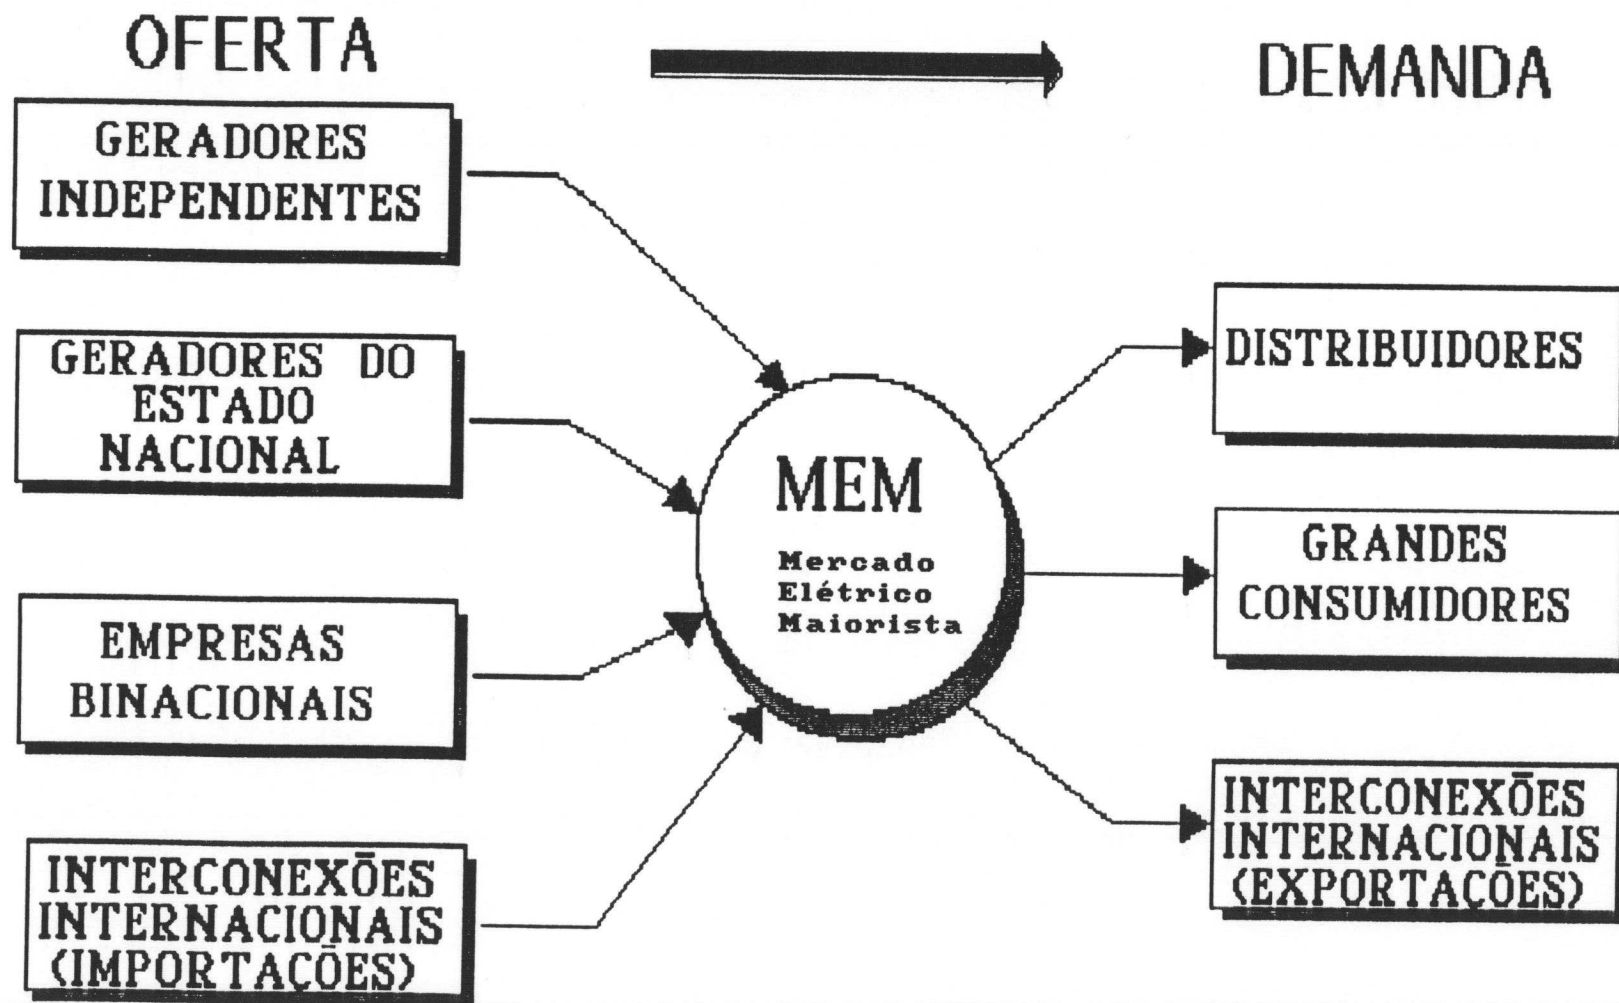 OFERTA
DEMANDA
GERADORES
INDEPENDENTES
GERADORES DO
ESTADO
NACIONAL
EMPRESAS
BINACIONAIS
INTERCONEXÕES
INTERNACIONAIS
(IMPORTAÇÕES)
MEM
Mercado
Elétrico
Maiorista
DISTRIBUIDORES
GRANDES
CONSUMIDORES
INTERCONEXÕES
INTERNACIONAIS
(EXPORTAÇÕES)